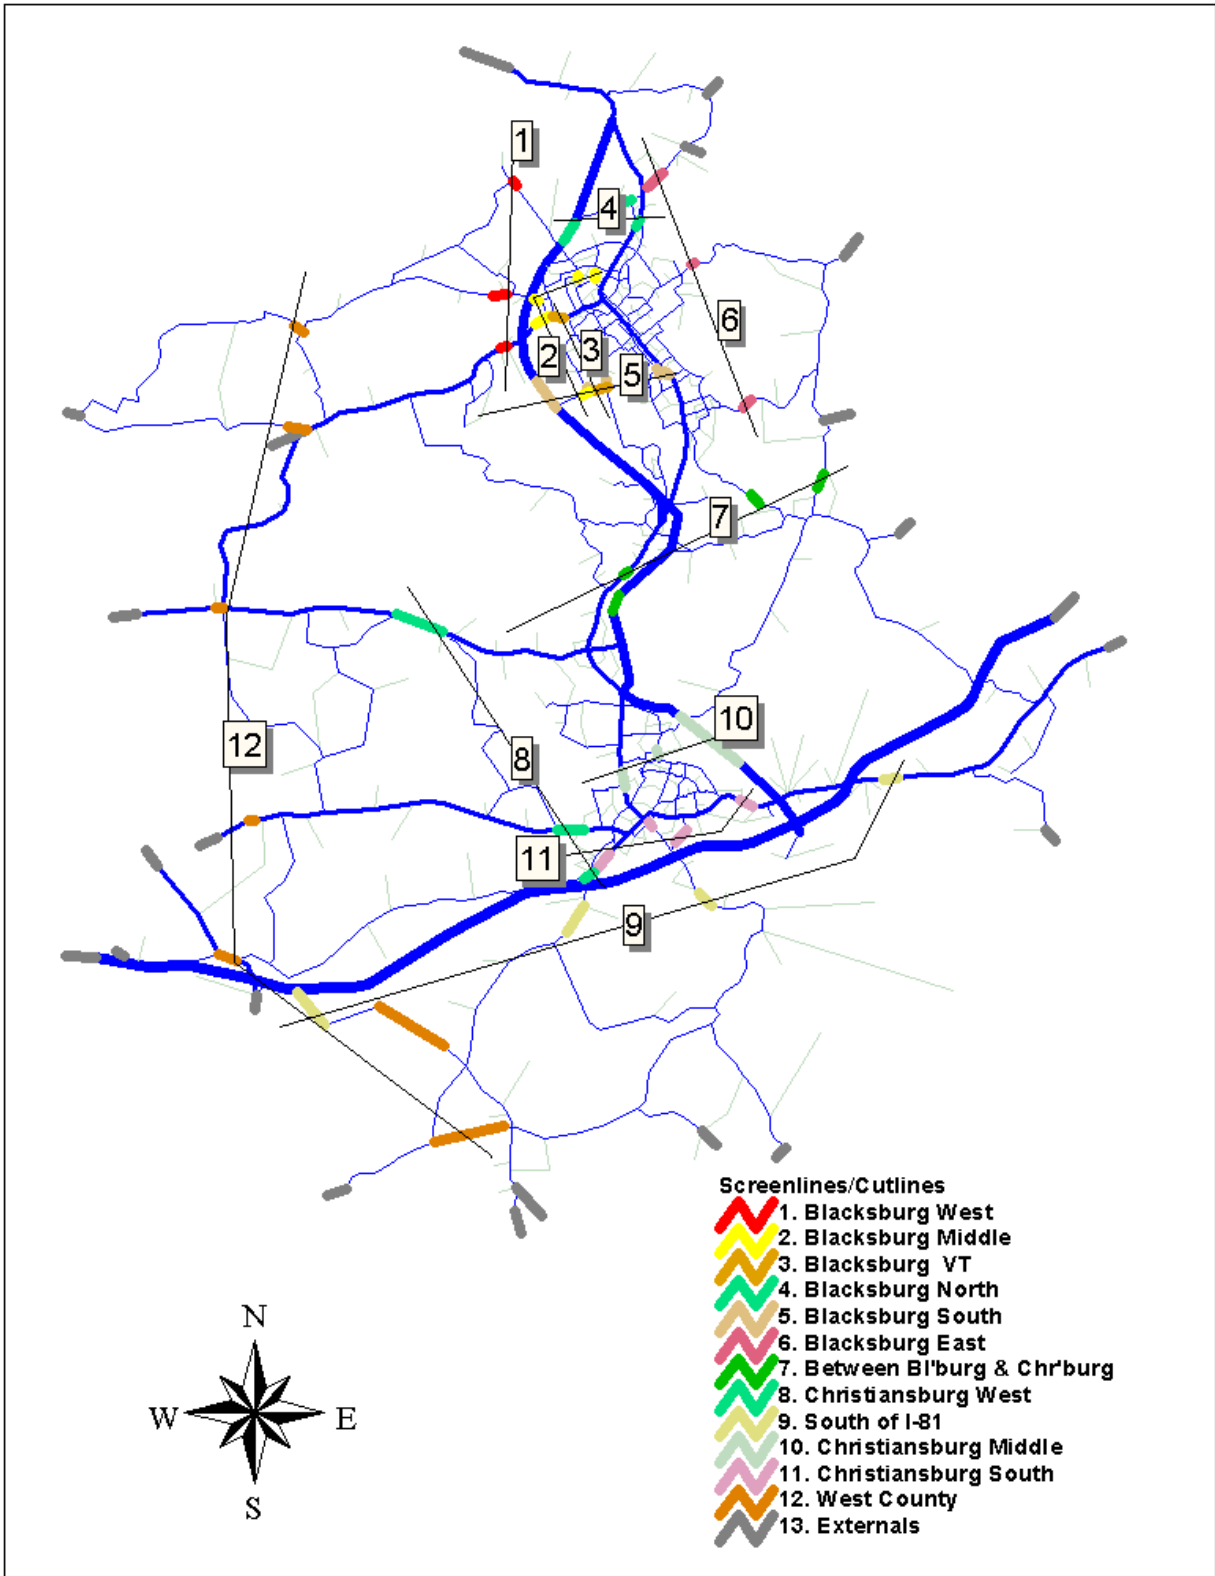 1
4
6
2
3
5
7
10
12
8
11
9
Screenlines/Cutlines
1. Blacksburg West
2. Blacksburg Middle
3. Blacksburg VT
4. Blacksburg North
5. Blacksburg South
6. Blacksburg East
7. Between Bl'burg & Chr'burg
8. Christiansburg West
9. South of I-81
10. Christiansburg Middle
11. Christiansburg South
12. West County
13. Externals
N
W E
S